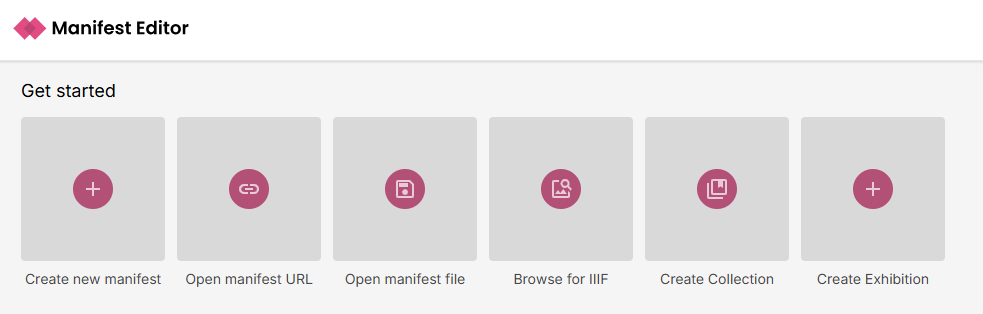 Manifest Editor
Get started
Create new manifest
Open manifest URL
Open manifest file
Browse for IIIF
Create Collection
Create Exhibition